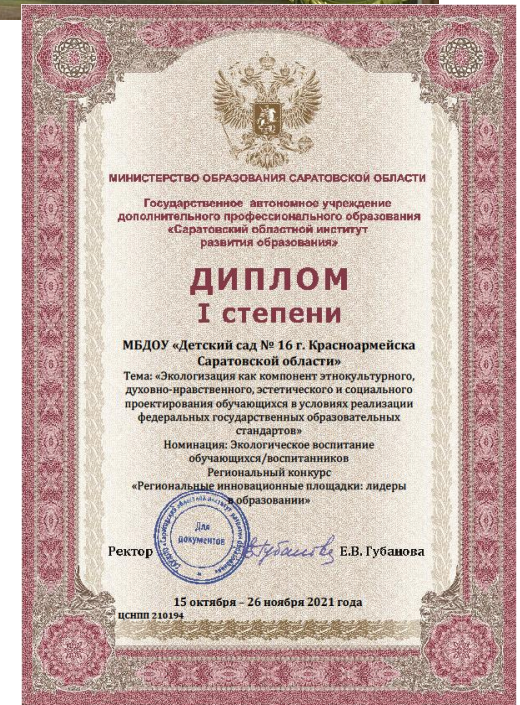 МИНИСТЕРСТВО ОБРАЗОВАНИЯ САРАТОВСКОЙ ОБЛАСТИ
Государственное автономное учреждение
дополнительного профессионального образования
«Саратовский областной институт
развития образования»
ДИПЛОМ
I степени
МБДОУ «Детский сад № 16 г. Красноармейска
Саратовской области»
Тема: «Экологизация как компонент этнокультурного,
духовно-нравственного, эстетического и социального
проектирования обучающихся в условиях реализации
федеральных государственных образовательных
стандартов»
Номинация: Экологическое воспитание
обучающихся/воспитанников
Региональный конкурс
«Региональные инновационные площадки: лидеры
в образовании»
Для
документов
Ректор
Е.В. Губанова
15 октября – 26 ноября 2021 года
ЦСНПП 210194